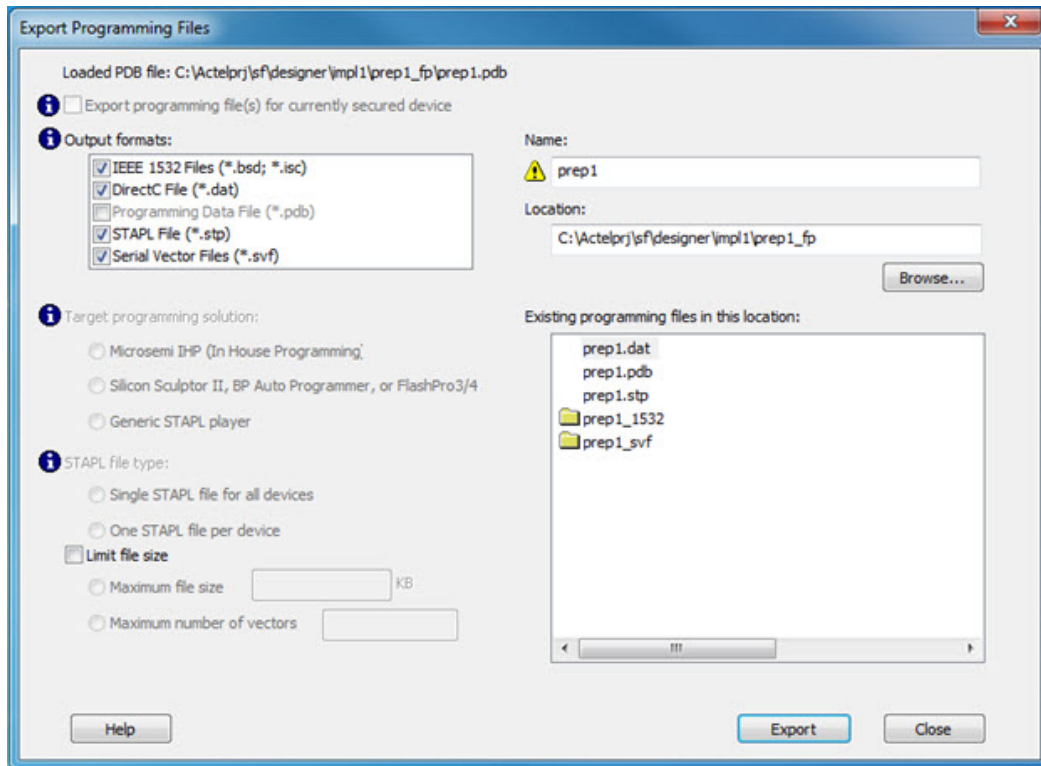 Export Programming Files
Loaded PDB file: C:\Actelprj\sf\designer\impl1\prep1_fp\prep1.pdb
Export programming file(s) for currently secured device
Output formats:
IEEE 1532 Files (*.bsd; *.isc)
DirectC File (*.dat)
Programming Data File (*.pdb)
STAPL File (*.stp)
Serial Vector Files (*.svf)
Name:
prep1
Location:
C:\Actelprj\sf\designer\impl1\prep1_fp
Browse...
Target programming solution:
Microsemi IHP (In House Programming)
Silicon Sculptor II, BP Auto Programmer, or FlashPro3/4
Generic STAPL player
STAPL file type:
Single STAPL file for all devices
One STAPL file per device
Limit file size
Maximum file size
KB
Maximum number of vectors
Existing programming files in this location:
prep1.dat
prep1.pdb
prep1.stp
prep1_1532
prep1_svf
Help
Export
Close